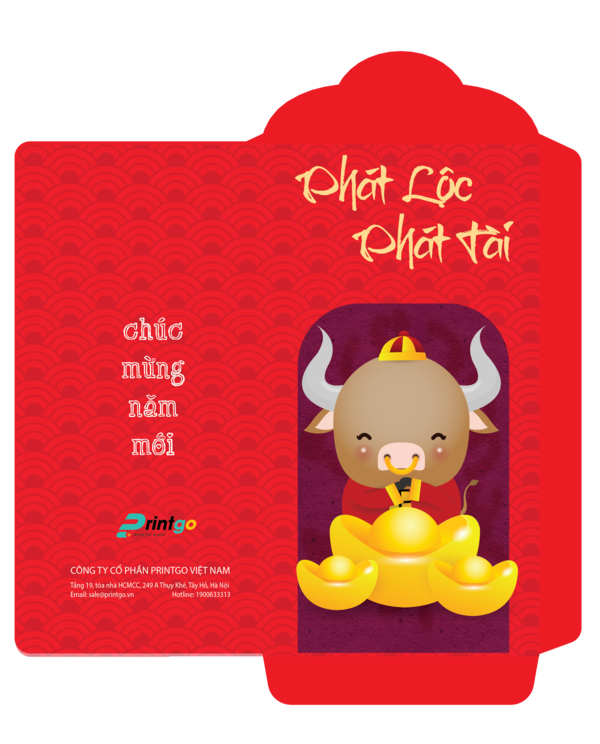 Phát Lộc
Phát tài
chúc
mừng
năm
mới
Printgo
CÔNG TY CỔ PHẦN PRINTGO VIỆT NAM
Tầng 19, tòa nhà HCMCC, 249 A Thụy Khê, Tây Hồ, Hà Nội
Email: sale@printgo.vn Hotline: 1900633313